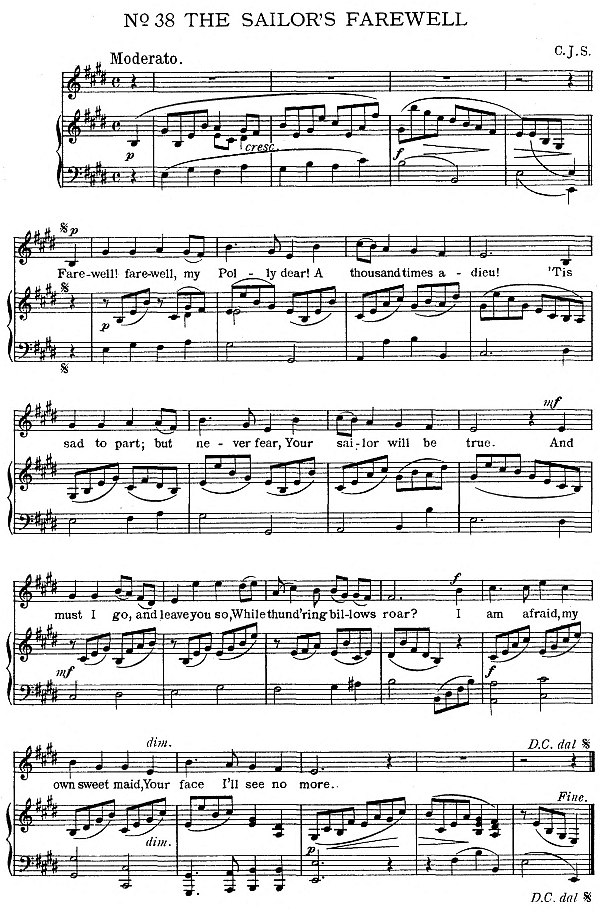 No 38 THE SAILOR'S FAREWELL
Moderato. C.J.S.
p cresc. f
p
Fare-well! fare-well, my Pol-ly dear! A thousand times a-dieu! 'Tis
p
mf
sad to part; but ne-ver fear, Your sai-lor will be true. And
f
must I go, and leave you so, While thund'ring bil-lows roar? I am afraid, my
mf f
dim. D.C. dal 𝄋
own sweet maid, Your face I'll see no more.
Fine.
dim. p
D.C. dal 𝄋